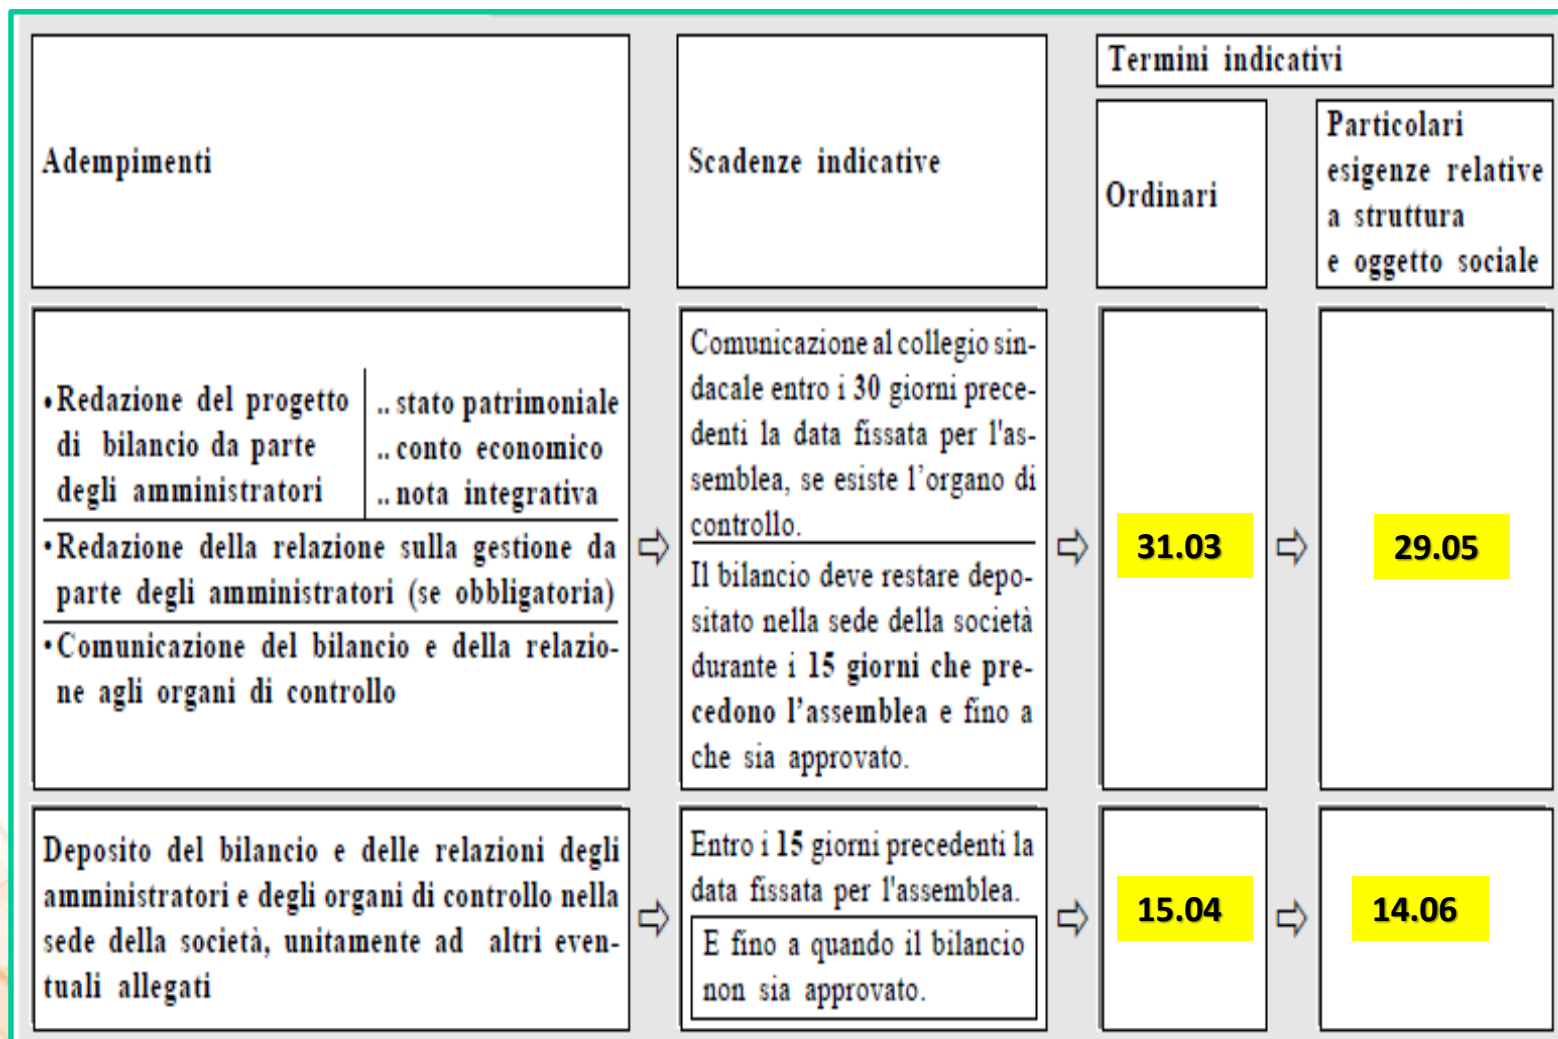 Adempimenti
Scadenze indicative
Termini indicativi
Ordinari
Particolari
esigenze relative
a struttura
e oggetto sociale
•Redazione del progetto
di bilancio da parte
degli amministratori
.. stato patrimoniale
.. conto economico
.. nota integrativa
•Redazione della relazione sulla gestione da
parte degli amministratori (se obbligatoria)
•Comunicazione del bilancio e della relazio-
ne agli organi di controllo
Comunicazione al collegio sin-
dacale entro i 30 giorni prece-
denti la data fissata per l'as-
semblea, se esiste l’organo di
controllo.
Il bilancio deve restare depo-
sitato nella sede della società
durante i 15 giorni che pre-
cedono l’assemblea e fino a
che sia approvato.
31.03
29.05
Deposito del bilancio e delle relazioni degli
amministratori e degli organi di controllo nella
sede della società, unitamente ad altri even-
tuali allegati
Entro i 15 giorni precedenti la
data fissata per l'assemblea.
E fino a quando il bilancio
non sia approvato.
15.04
14.06